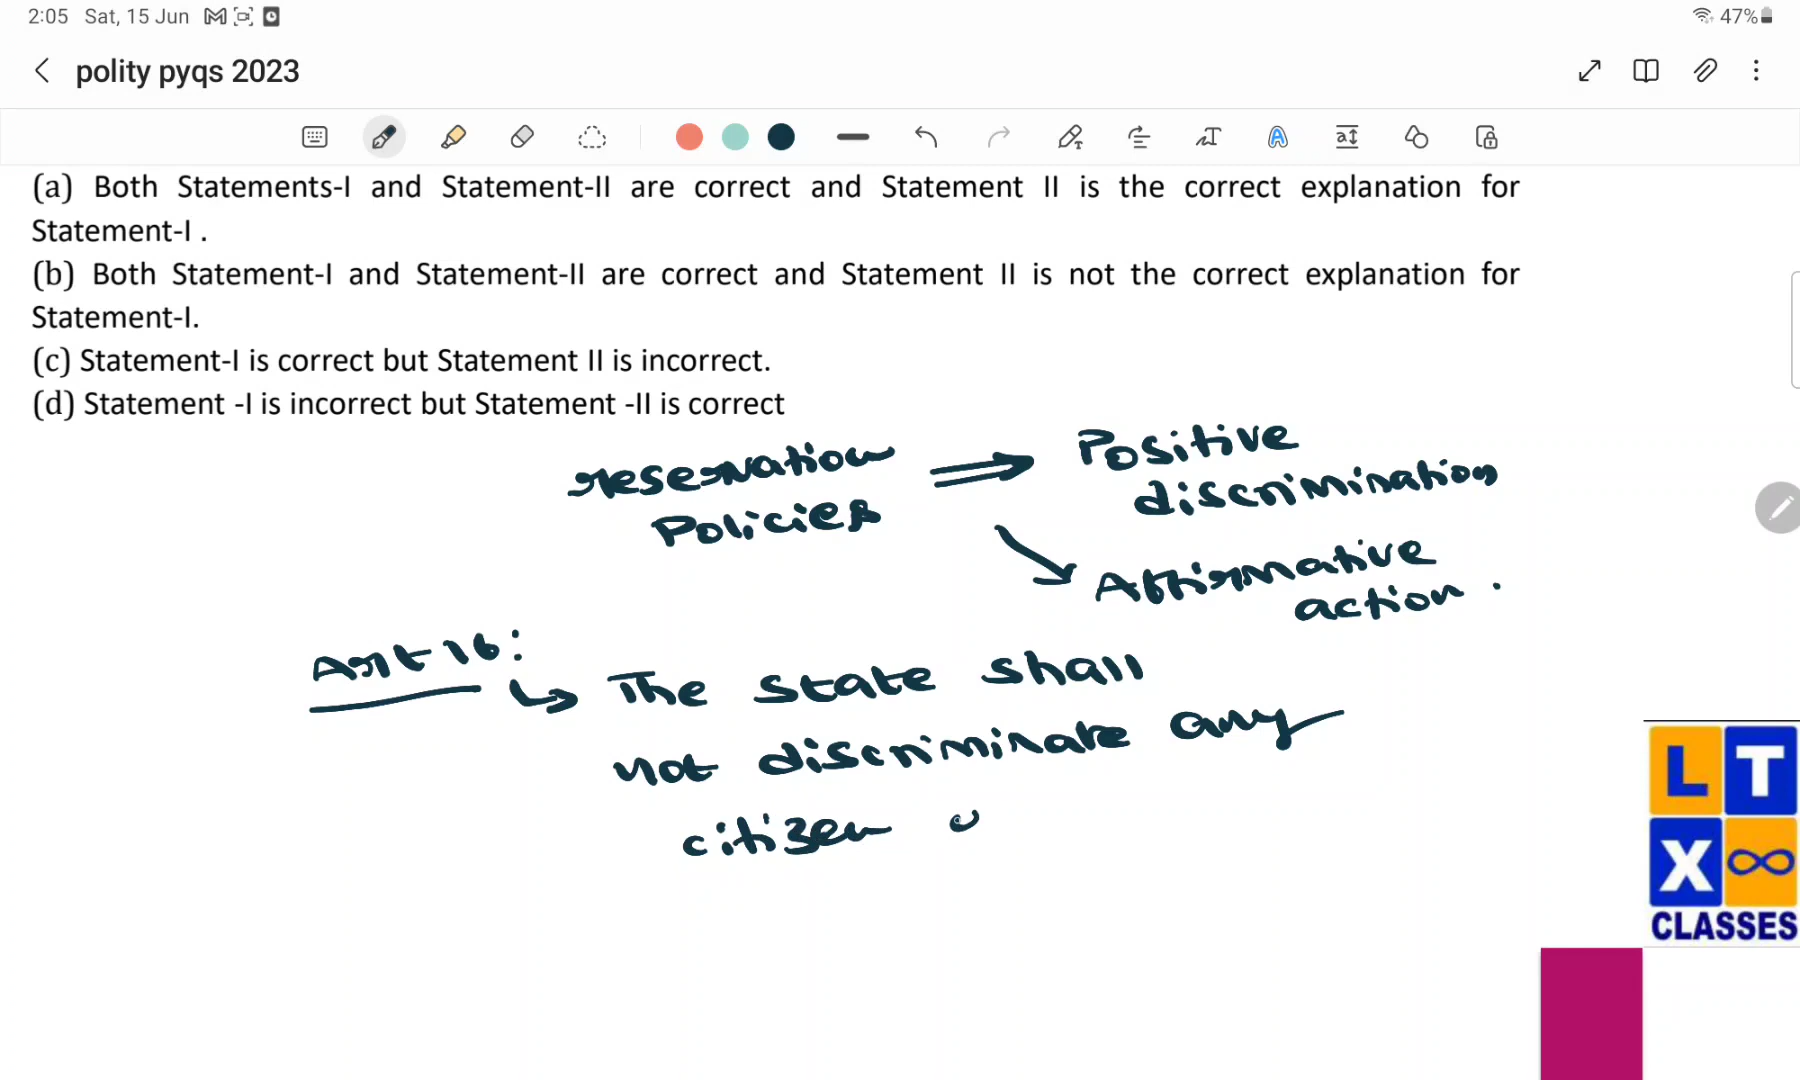 2:05 Sat, 15 Jun
47%
polity pyqs 2023
(a) Both Statements-I and Statement-II are correct and Statement II is the correct explanation for
Statement-I .
(b) Both Statement-I and Statement-II are correct and Statement II is not the correct explanation for
Statement-I.
(c) Statement-I is correct but Statement II is incorrect.
(d) Statement -I is incorrect but Statement -II is correct
reservation
Policies
Positive
discrimination
Affirmative
action .
Art 16:
The state shall
not discriminate any
citizen
LT
X∞
CLASSES